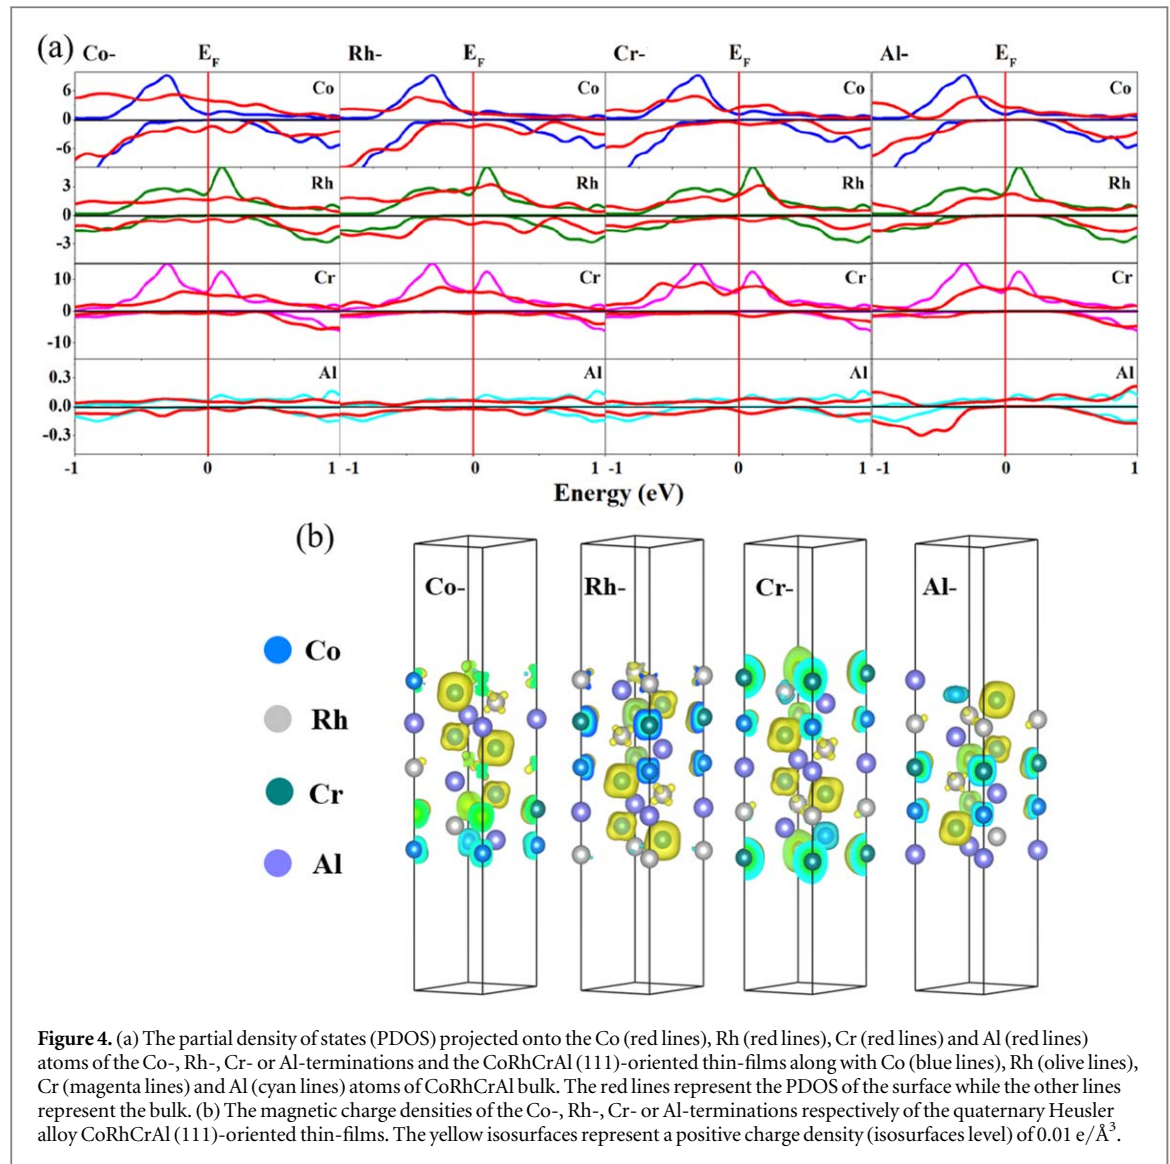 (a) Co- E_F Rh- E_F Cr- E_F Al- E_F
6 Co Co Co Co
0
-6
3 Rh Rh Rh Rh
0
-3
10 Cr Cr Cr Cr
0
-10
0.3 Al Al Al Al
0.0
-0.3
-1 0 1 -1 0 1 -1 0 1 -1 0 1
Energy (eV)
(b)
Co- Rh- Cr- Al-
Co
Rh
Cr
Al
Figure 4. (a) The partial density of states (PDOS) projected onto the Co (red lines), Rh (red lines), Cr (red lines) and Al (red lines)
atoms of the Co-, Rh-, Cr- or Al-terminations and the CoRhCrAl (111)-oriented thin-films along with Co (blue lines), Rh (olive lines),
Cr (magenta lines) and Al (cyan lines) atoms of CoRhCrAl bulk. The red lines represent the PDOS of the surface while the other lines
represent the bulk. (b) The magnetic charge densities of the Co-, Rh-, Cr- or Al-terminations respectively of the quaternary Heusler
alloy CoRhCrAl (111)-oriented thin-films. The yellow isosurfaces represent a positive charge density (isosurfaces level) of 0.01 e/Å³.